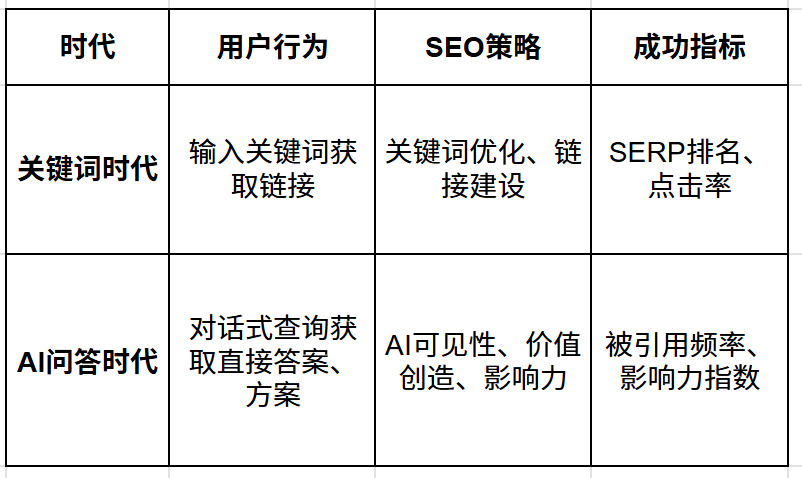 时代 用户行为 SEO策略 成功指标
关键词时代
输入关键词获
取链接
关键词优化、链
接建设
SERP排名、
点击率
AI问答时代
对话式查询获
取直接答案、
方案
AI可见性、价值
创造、影响力
被引用频率、
影响力指数